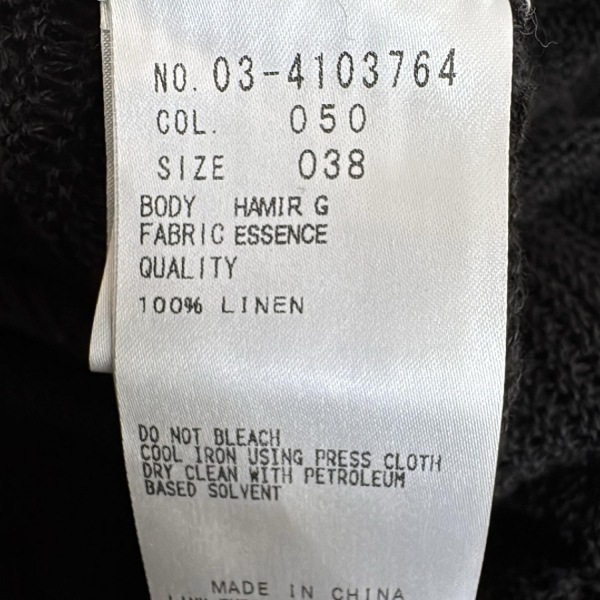 NO. 03-4103764
COL. 050
SIZE 038
BODY HAMIR G
FABRIC ESSENCE
QUALITY
100% LINEN
DO NOT BLEACH
COOL IRON USING PRESS CLOTH
DRY CLEAN WITH PETROLEUM
BASED SOLVENT
MADE IN CHINA